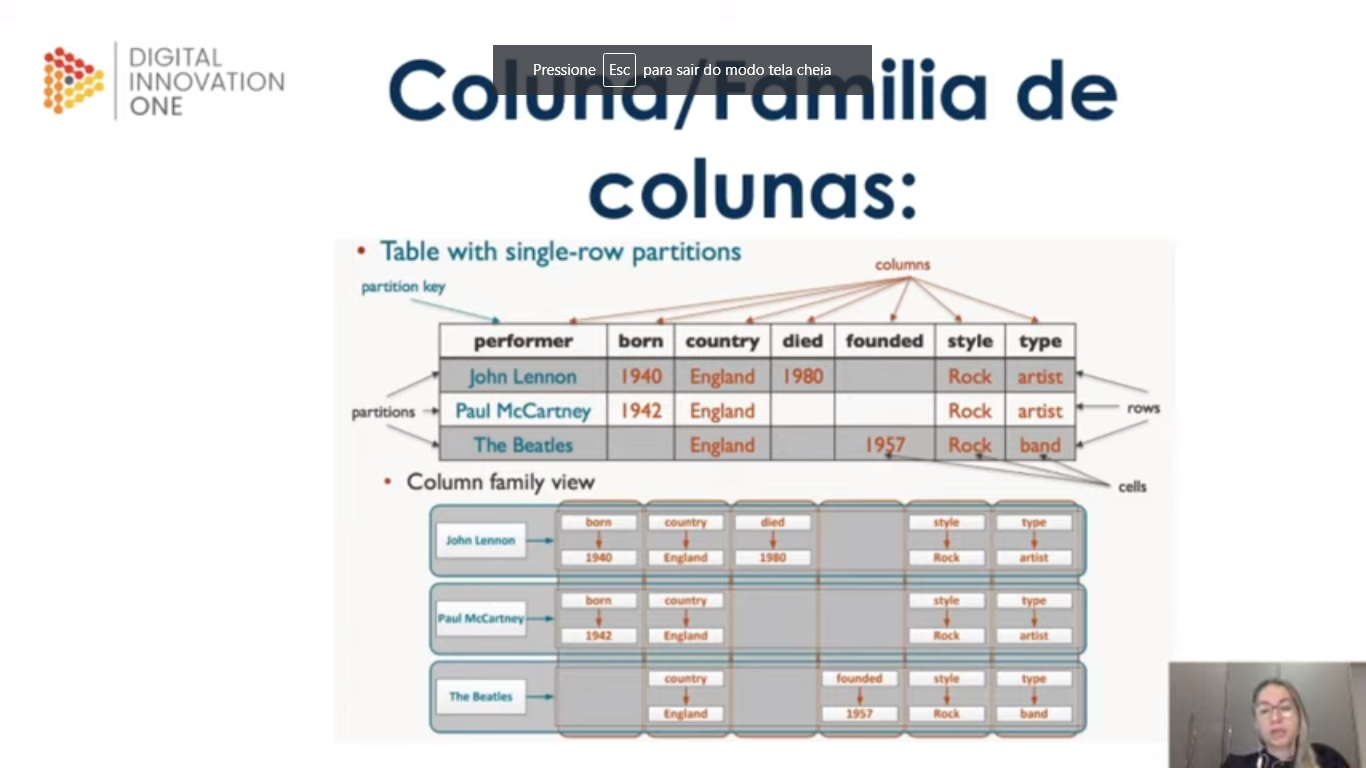 DIGITAL
INNOVATION
ONE
Pressione Esc para sair do modo tela cheia
Coluna/Familia de
colunas:
• Table with single-row partitions
columns
partition key
performer born country died founded style type
John Lennon 1940 England 1980 Rock artist
Paul McCartney 1942 England Rock artist
The Beatles England 1957 Rock band
partitions
rows
cells
• Column family view
born country died style type
John Lennon
1940 England 1980 Rock artist
born country style type
Paul McCartney
1942 England Rock artist
country founded style type
The Beatles
England 1957 Rock band